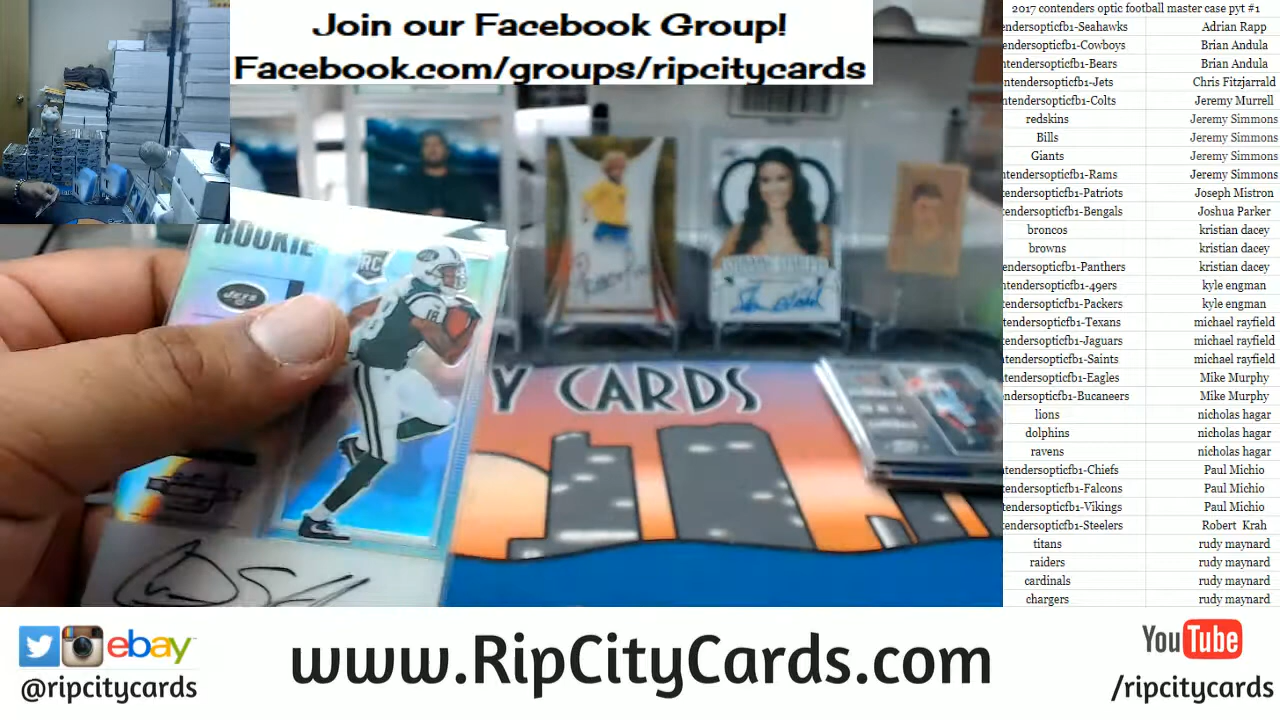 Join our Facebook Group!
Facebook.com/groups/ripcitycards
2017 contenders optic football master case pyt #1
endersopticfb1-Seahawks Adrian Rapp
endersopticfb1-Cowboys Brian Andula
ntendersopticfb1-Bears Brian Andula
ntendersopticfb1-Jets Chris Fitzjarrald
ntendersopticfb1-Colts Jeremy Murrell
redskins Jeremy Simmons
Bills Jeremy Simmons
Giants Jeremy Simmons
ntendersopticfb1-Rams Jeremy Simmons
tendersopticfb1-Patriots Joseph Mistron
tendersopticfb1-Bengals Joshua Parker
broncos kristian dacey
browns kristian dacey
tendersopticfb1-Panthers kristian dacey
tendersopticfb1-49ers kyle engman
tendersopticfb1-Packers kyle engman
tendersopticfb1-Texans michael rayfield
tendersopticfb1-Jaguars michael rayfield
ntendersopticfb1-Saints michael rayfield
tendersopticfb1-Eagles Mike Murphy
ndersopticfb1-Bucaneers Mike Murphy
lions nicholas hagar
dolphins nicholas hagar
ravens nicholas hagar
tendersopticfb1-Chiefs Paul Michio
tendersopticfb1-Falcons Paul Michio
tendersopticfb1-Vikings Paul Michio
tendersopticfb1-Steelers Robert Krah
titans rudy maynard
raiders rudy maynard
cardinals rudy maynard
chargers rudy maynard
ROOKIE
RC
JETS
18
Y CARDS
ebay
@ripcitycards
www.RipCityCards.com
YouTube
/ripcitycards